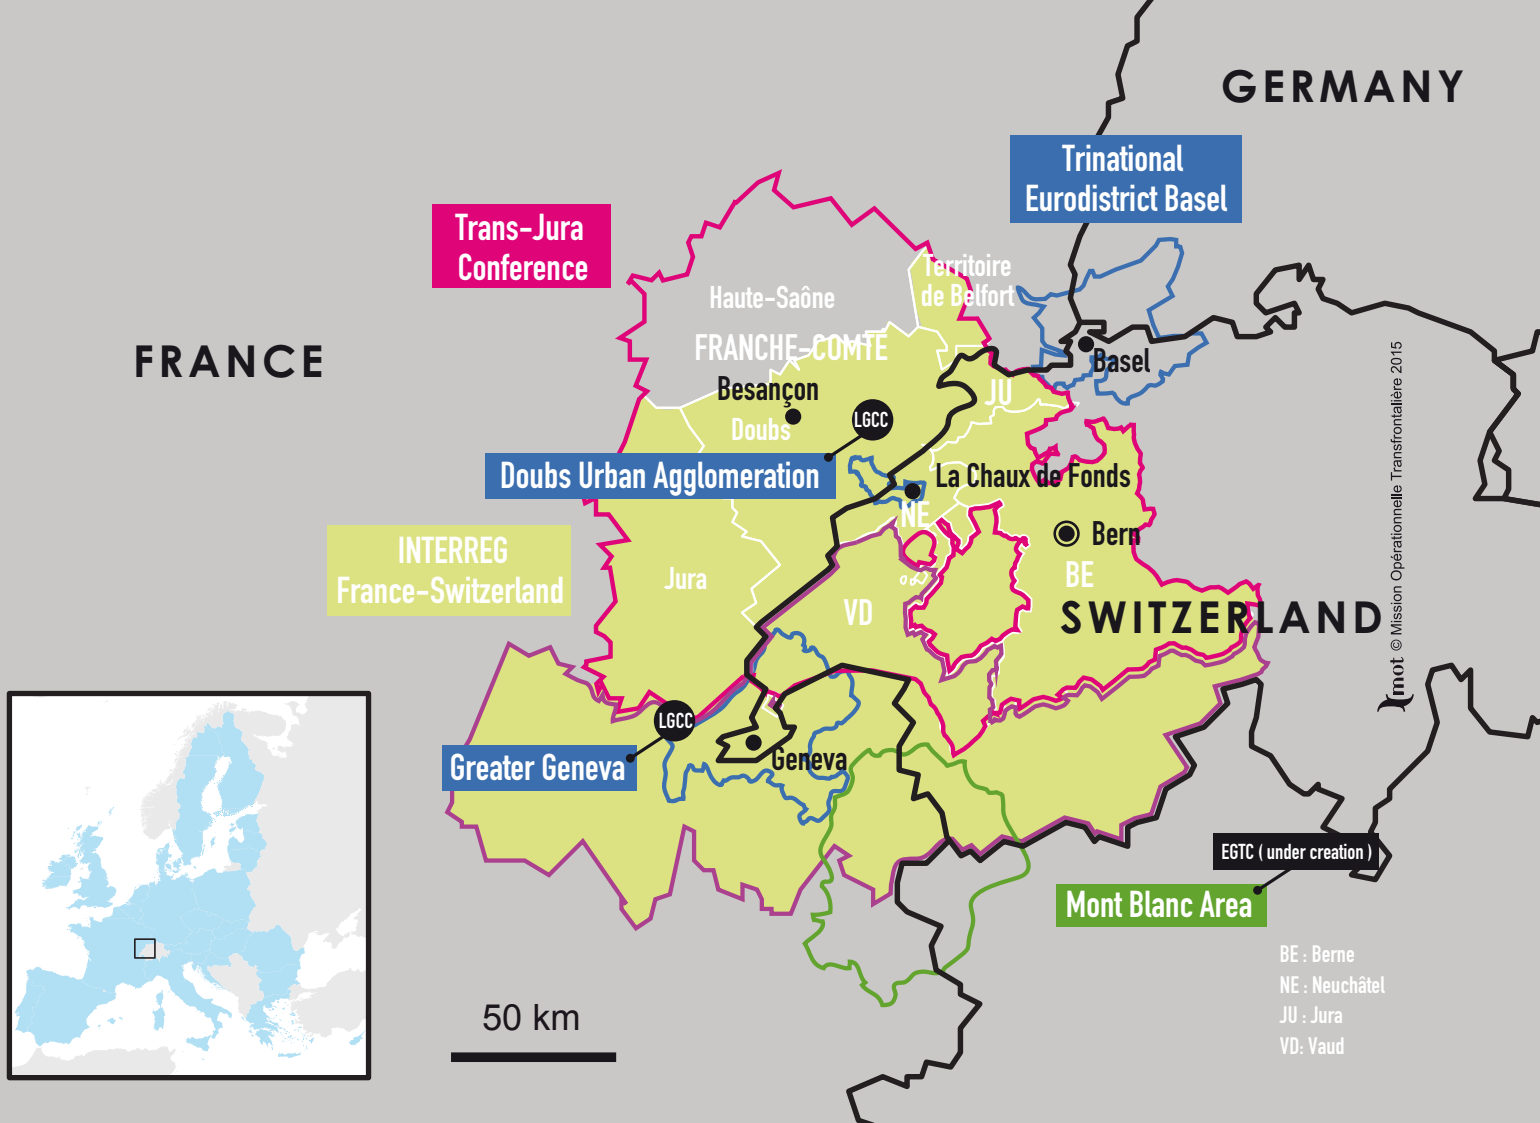 GERMANY
Trinational
Eurodistrict Basel
Trans-Jura
Conference
Territoire
de Belfort
Haute-Saône
FRANCHE-COMTÉ
FRANCE
Basel
Besançon
JU
LGCC
Doubs
Doubs Urban Agglomeration
La Chaux de Fonds
NE
Bern
INTERREG
France-Switzerland
Jura
BE
VD
SWITZERLAND
mot © Mission Opérationnelle Transfrontalière 2015
LGCC
Greater Geneva
Geneva
EGTC ( under creation )
Mont Blanc Area
BE : Berne
NE : Neuchâtel
JU : Jura
VD: Vaud
50 km